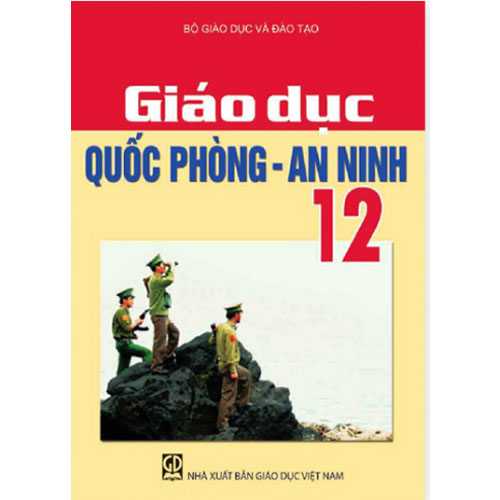 BỘ GIÁO DỤC VÀ ĐÀO TẠO
Giáo dục
QUỐC PHÒNG - AN NINH
12
GD
NHÀ XUẤT BẢN GIÁO DỤC VIỆT NAM